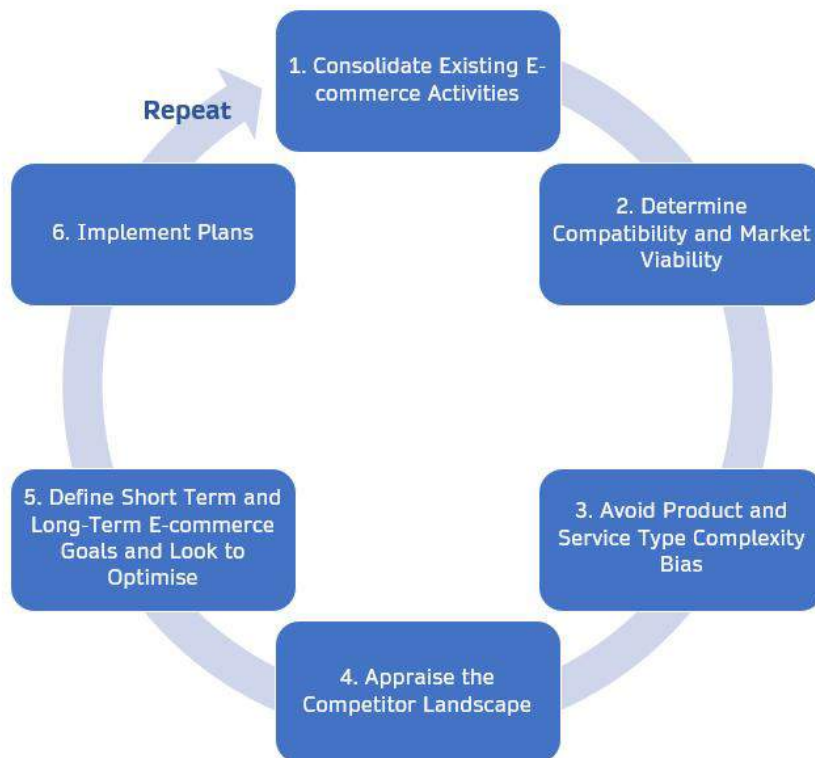 1. Consolidate Existing E-
commerce Activities
Repeat
2. Determine
Compatibility and Market
Viability
3. Avoid Product and
Service Type Complexity
Bias
4. Appraise the
Competitor Landscape
5. Define Short Term and
Long-Term E-commerce
Goals and Look to
Optimise
6. Implement Plans